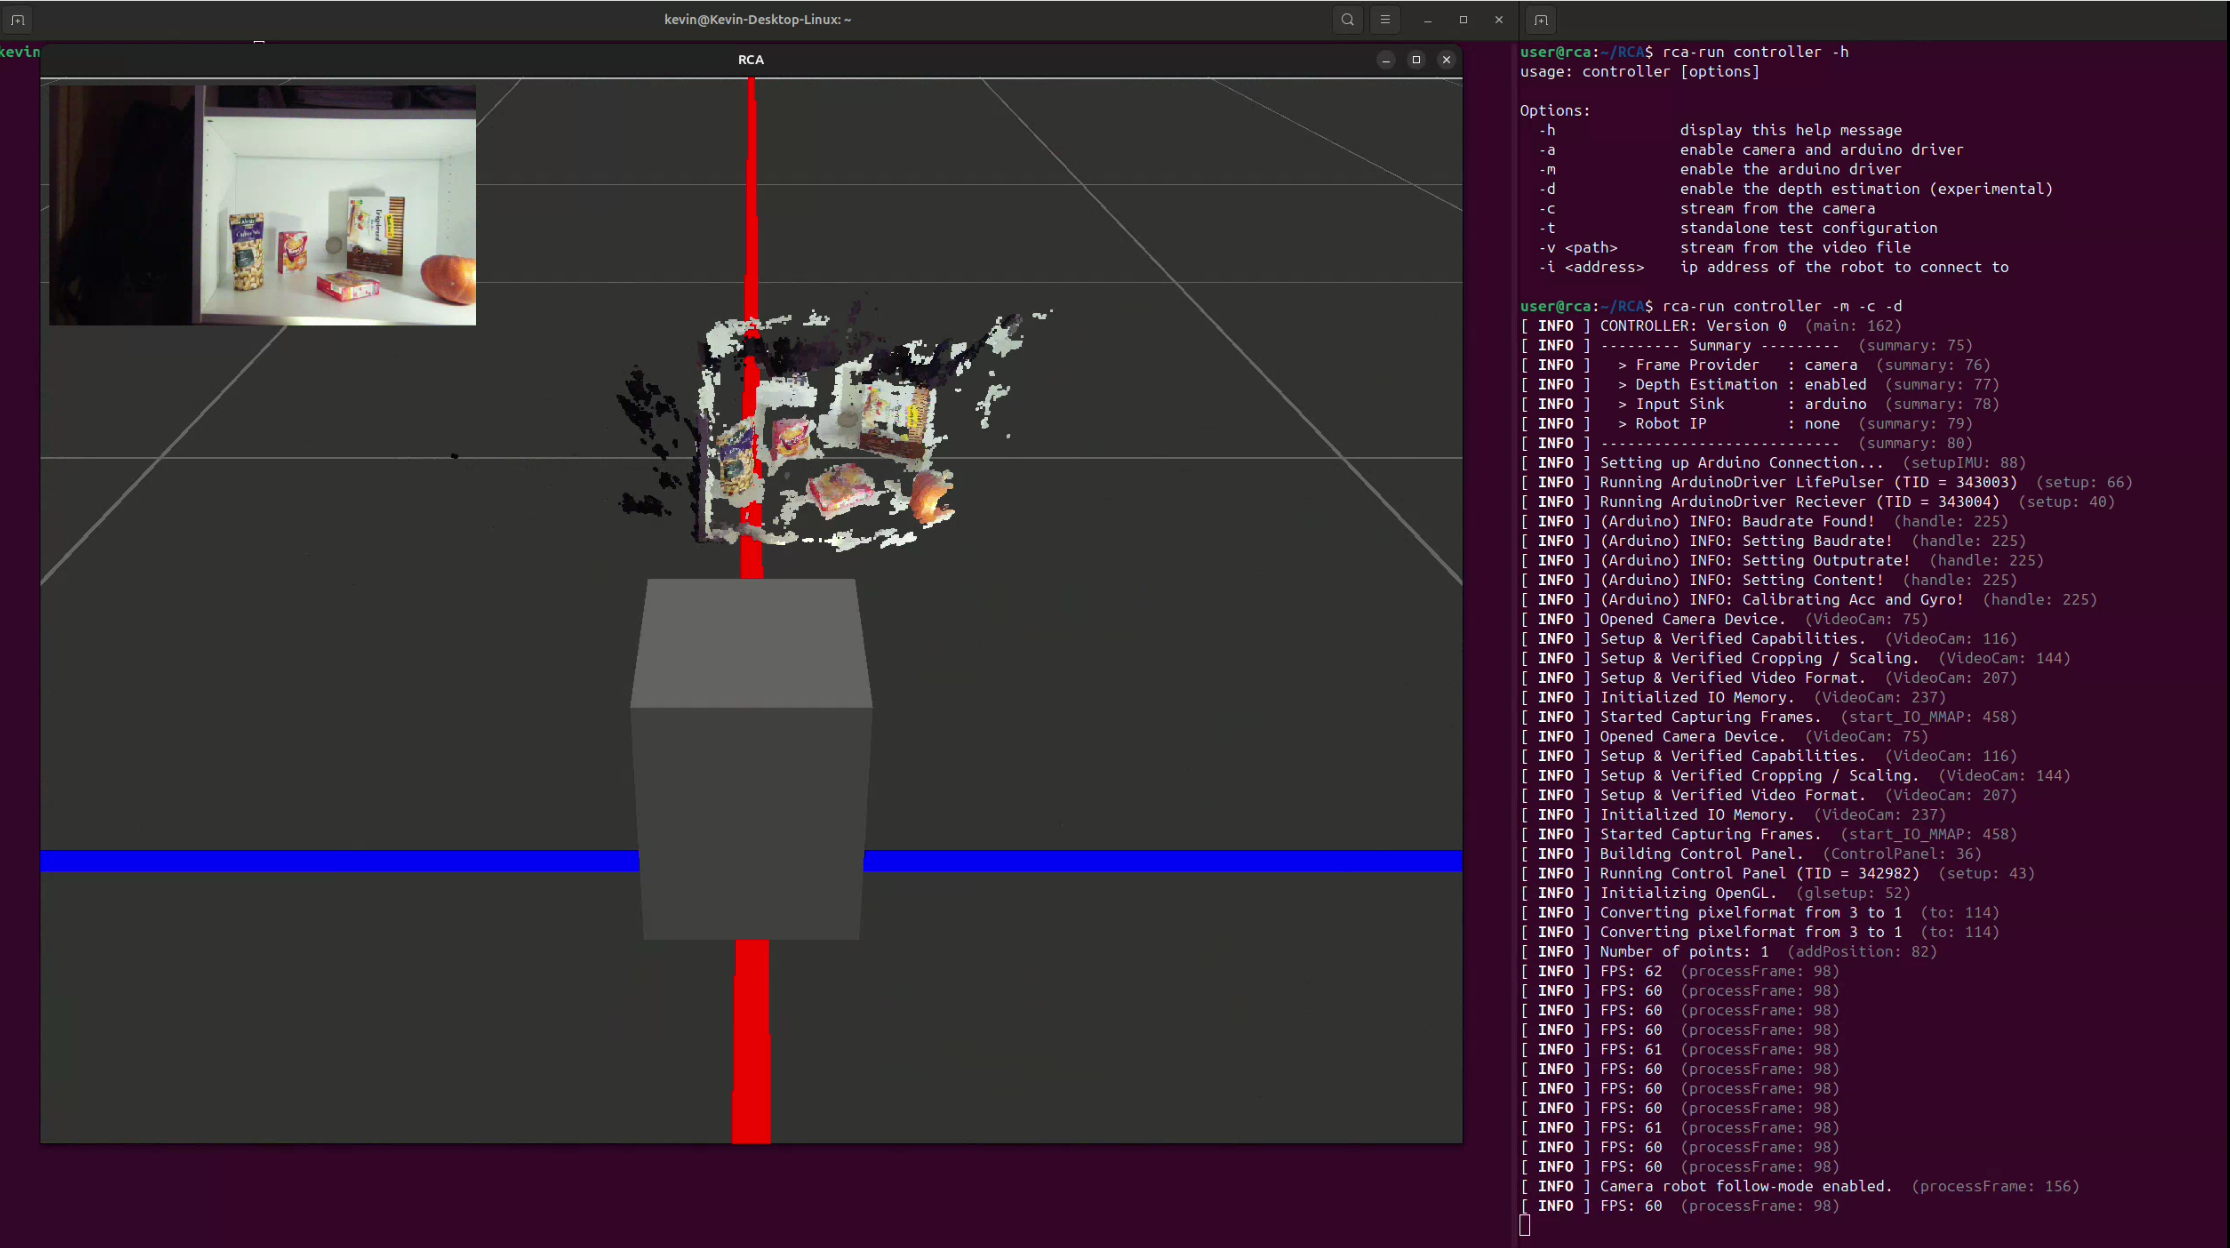 kevin@Kevin-Desktop-Linux: ~
kevin
RCA
user@rca:~/RCA$ rca-run controller -h
usage: controller [options]
Options:
-h display this help message
-a enable camera and arduino driver
-m enable the arduino driver
-d enable the depth estimation (experimental)
-c stream from the camera
-t standalone test configuration
-v <path> stream from the video file
-i <address> ip address of the robot to connect to
user@rca:~/RCA$ rca-run controller -m -c -d
[ INFO ] CONTROLLER: Version 0 (main: 162)
[ INFO ] --------- Summary --------- (summary: 75)
[ INFO ] > Frame Provider : camera (summary: 76)
[ INFO ] > Depth Estimation : enabled (summary: 77)
[ INFO ] > Input Sink : arduino (summary: 78)
[ INFO ] > Robot IP : none (summary: 79)
[ INFO ] --------------------------- (summary: 80)
[ INFO ] Setting up Arduino Connection... (setupIMU: 88)
[ INFO ] Running ArduinoDriver LifePulser (TID = 343003) (setup: 66)
[ INFO ] Running ArduinoDriver Reciever (TID = 343004) (setup: 40)
[ INFO ] (Arduino) INFO: Baudrate Found! (handle: 225)
[ INFO ] (Arduino) INFO: Setting Baudrate! (handle: 225)
[ INFO ] (Arduino) INFO: Setting Outputrate! (handle: 225)
[ INFO ] (Arduino) INFO: Setting Content! (handle: 225)
[ INFO ] (Arduino) INFO: Calibrating Acc and Gyro! (handle: 225)
[ INFO ] Opened Camera Device. (VideoCam: 75)
[ INFO ] Setup & Verified Capabilities. (VideoCam: 116)
[ INFO ] Setup & Verified Cropping / Scaling. (VideoCam: 144)
[ INFO ] Setup & Verified Video Format. (VideoCam: 207)
[ INFO ] Initialized IO Memory. (VideoCam: 237)
[ INFO ] Started Capturing Frames. (start_IO_MMAP: 458)
[ INFO ] Opened Camera Device. (VideoCam: 75)
[ INFO ] Setup & Verified Capabilities. (VideoCam: 116)
[ INFO ] Setup & Verified Cropping / Scaling. (VideoCam: 144)
[ INFO ] Setup & Verified Video Format. (VideoCam: 207)
[ INFO ] Initialized IO Memory. (VideoCam: 237)
[ INFO ] Started Capturing Frames. (start_IO_MMAP: 458)
[ INFO ] Building Control Panel. (ControlPanel: 36)
[ INFO ] Running Control Panel (TID = 342982) (setup: 43)
[ INFO ] Initializing OpenGL. (glsetup: 52)
[ INFO ] Converting pixelformat from 3 to 1 (to: 114)
[ INFO ] Converting pixelformat from 3 to 1 (to: 114)
[ INFO ] Number of points: 1 (addPosition: 82)
[ INFO ] FPS: 62 (processFrame: 98)
[ INFO ] FPS: 60 (processFrame: 98)
[ INFO ] FPS: 60 (processFrame: 98)
[ INFO ] FPS: 60 (processFrame: 98)
[ INFO ] FPS: 61 (processFrame: 98)
[ INFO ] FPS: 60 (processFrame: 98)
[ INFO ] FPS: 60 (processFrame: 98)
[ INFO ] FPS: 60 (processFrame: 98)
[ INFO ] FPS: 61 (processFrame: 98)
[ INFO ] FPS: 60 (processFrame: 98)
[ INFO ] FPS: 60 (processFrame: 98)
[ INFO ] Camera robot follow-mode enabled. (processFrame: 156)
[ INFO ] FPS: 60 (processFrame: 98)